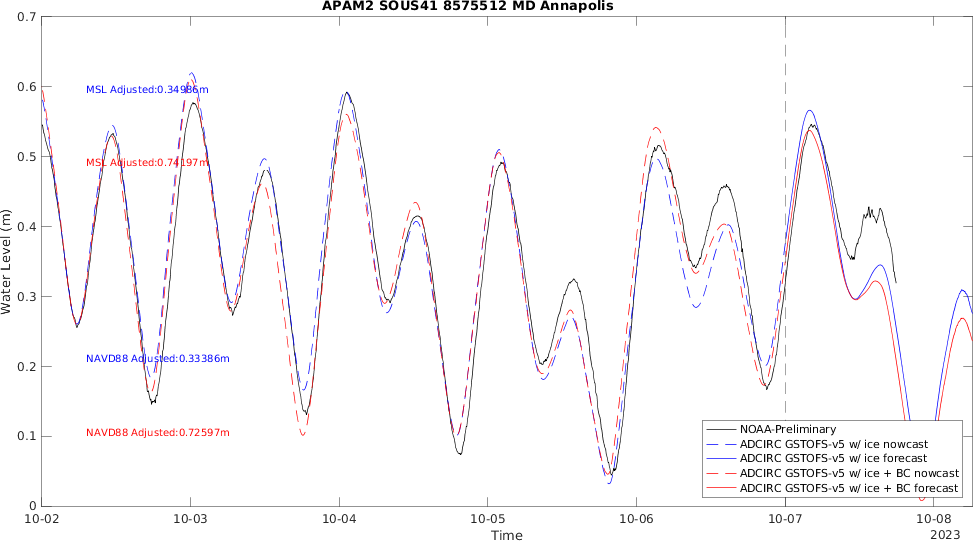 APAM2 SOUS41 8575512 MD Annapolis
0.7
0.6
0.5
0.4
0.3
0.2
0.1
0
Water Level (m)
MSL Adjusted:0.34986m
MSL Adjusted:0.74197m
NAVD88 Adjusted:0.33386m
NAVD88 Adjusted:0.72597m
NOAA-Preliminary
ADCIRC GSTOFS-v5 w/ ice nowcast
ADCIRC GSTOFS-v5 w/ ice forecast
ADCIRC GSTOFS-v5 w/ ice + BC nowcast
ADCIRC GSTOFS-v5 w/ ice + BC forecast
10-02 10-03 10-04 10-05 10-06 10-07 10-08
Time
2023